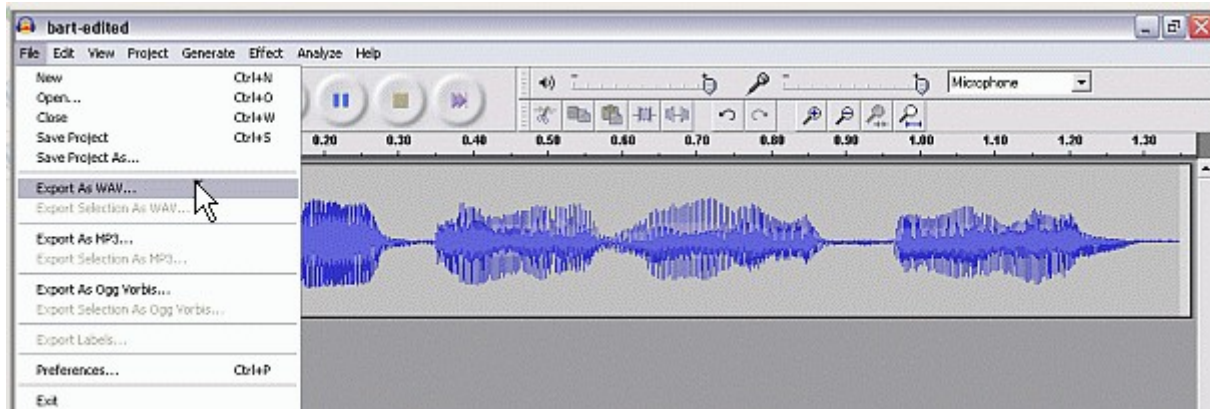 bart-edited
File Edit View Project Generate Effect Analyze Help
New Ctrl+N
Open... Ctrl+O
Close Ctrl+W
Save Project Ctrl+S
Save Project As...
Export As WAV...
Export Selection As WAV...
Export As MP3...
Export Selection As MP3...
Export As Ogg Vorbis...
Export Selection As Ogg Vorbis...
Export Labels...
Preferences... Ctrl+P
Exit
Microphone
0.20 0.30 0.40 0.50 0.60 0.70 0.80 0.90 1.00 1.10 1.20 1.30